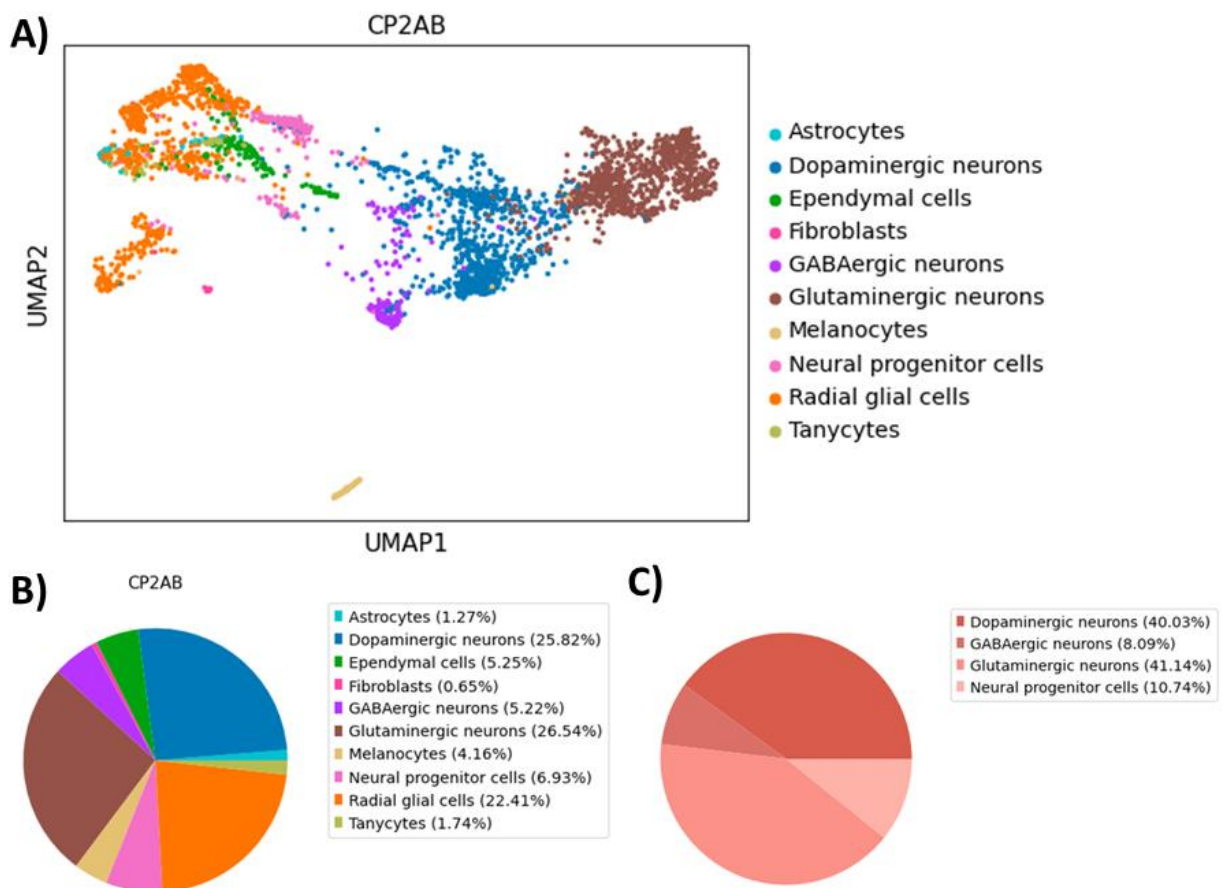 A)
CP2AB
UMAP2
UMAP1
Astrocytes
Dopaminergic neurons
Ependymal cells
Fibroblasts
GABAergic neurons
Glutaminergic neurons
Melanocytes
Neural progenitor cells
Radial glial cells
Tanycytes
B)
CP2AB
Astrocytes (1.27%)
Dopaminergic neurons (25.82%)
Ependymal cells (5.25%)
Fibroblasts (0.65%)
GABAergic neurons (5.22%)
Glutaminergic neurons (26.54%)
Melanocytes (4.16%)
Neural progenitor cells (6.93%)
Radial glial cells (22.41%)
Tanycytes (1.74%)
C)
Dopaminergic neurons (40.03%)
GABAergic neurons (8.09%)
Glutaminergic neurons (41.14%)
Neural progenitor cells (10.74%)